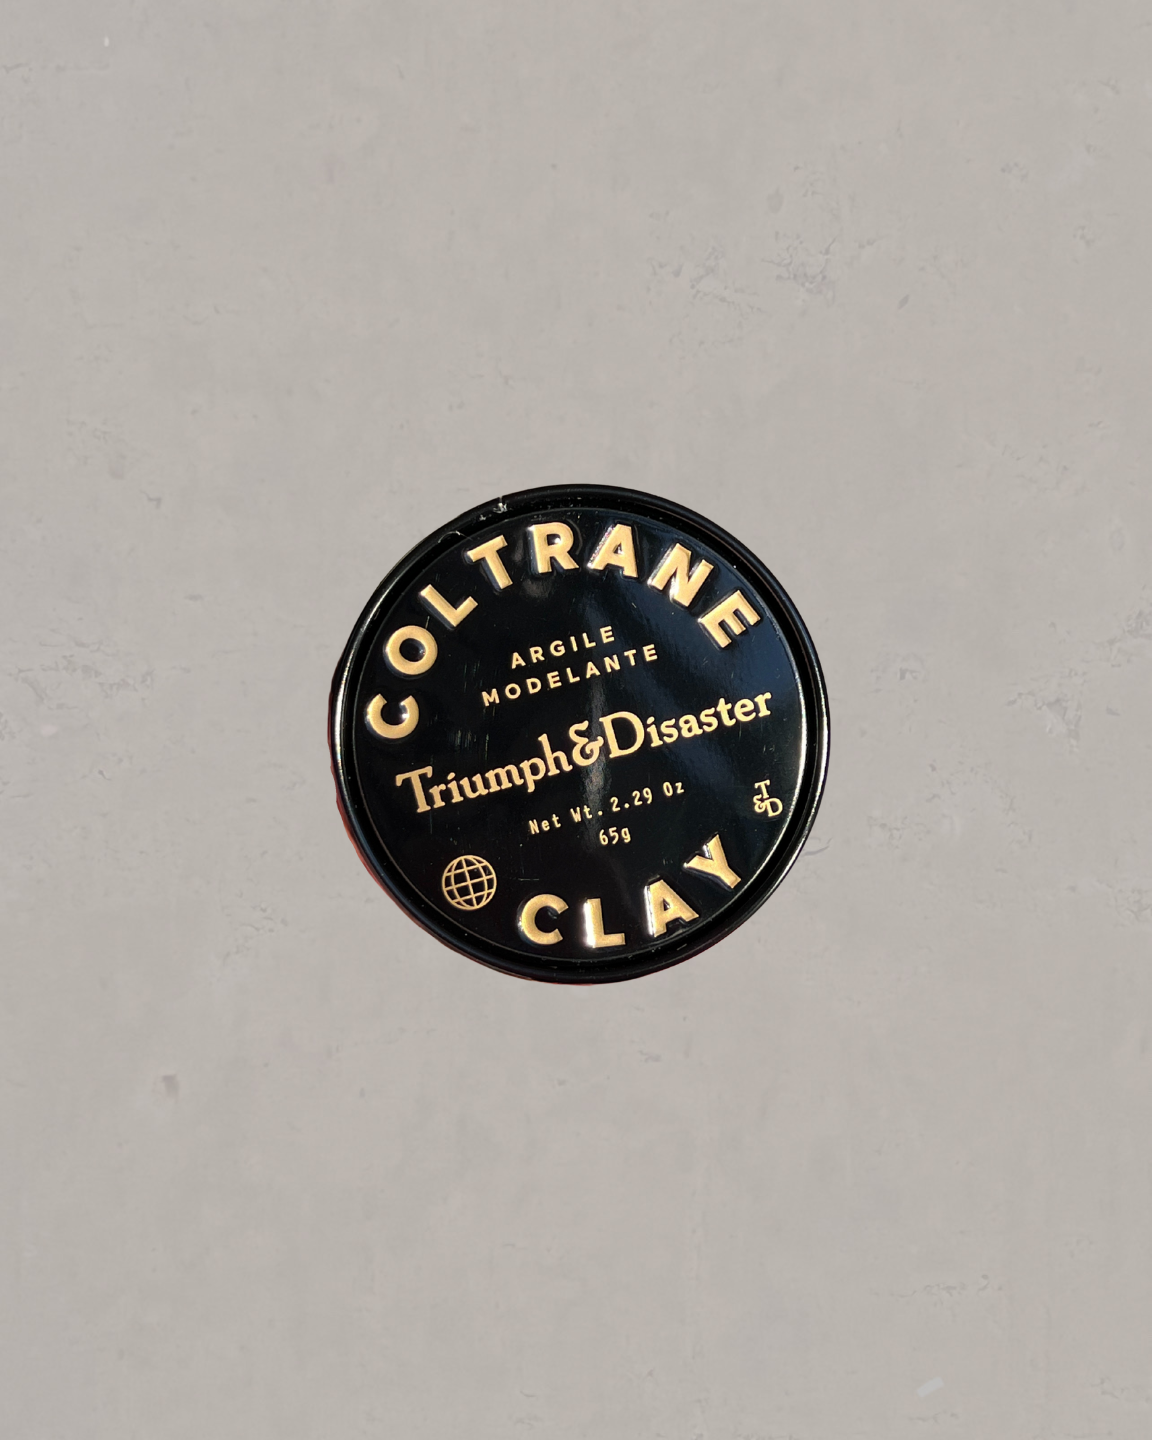 COLTRANE
ARGILE
MODELANTE
Triumph&Disaster
Net Wt. 2.29 Oz
65g
T
&D
CLAY